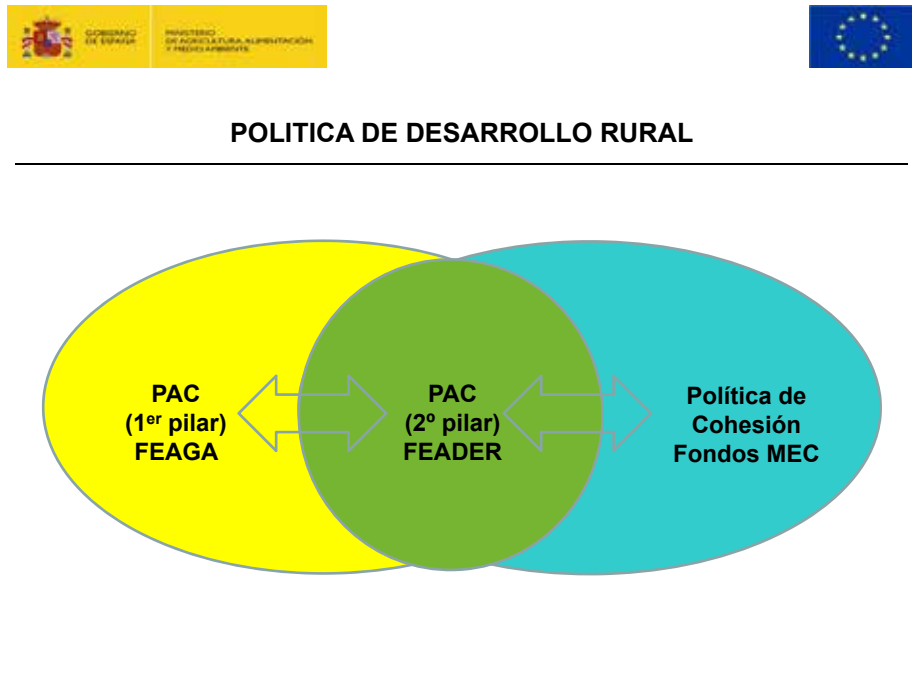 GOBIERNO
DE ESPAÑA
MINISTERIO
DE AGRICULTURA, ALIMENTACIÓN
Y MEDIO AMBIENTE
POLITICA DE DESARROLLO RURAL
PAC
(1er pilar)
FEAGA
PAC
(2º pilar)
FEADER
Política de
Cohesión
Fondos MEC